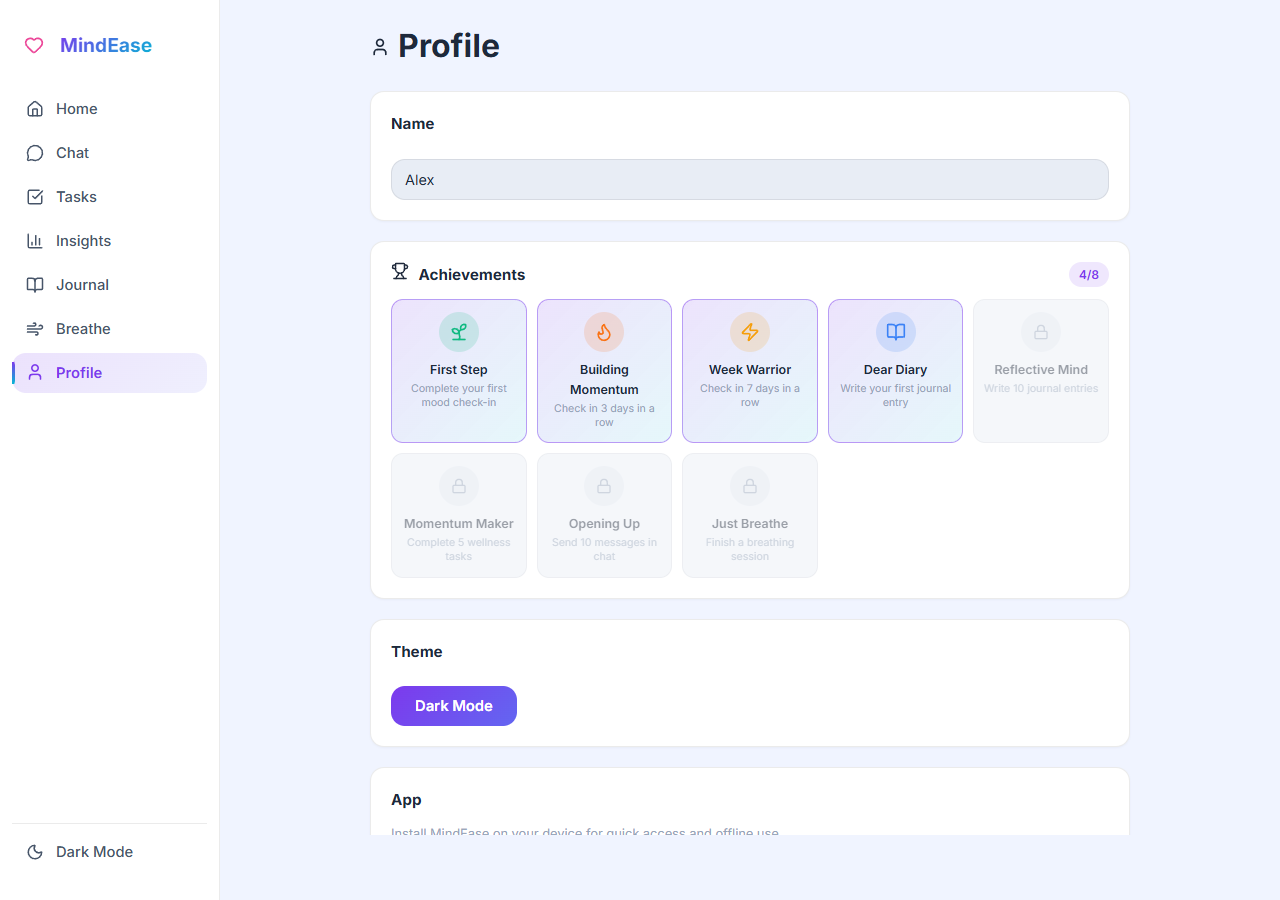 MindEase
Home
Chat
Tasks
Insights
Journal
Breathe
Profile
Dark Mode
Profile
Name
Alex
Achievements
4/8
First Step
Complete your first
mood check-in
Building
Momentum
Check in 3 days in a
row
Week Warrior
Check in 7 days in a
row
Dear Diary
Write your first journal
entry
Reflective Mind
Write 10 journal entries
Momentum Maker
Complete 5 wellness
tasks
Opening Up
Send 10 messages in
chat
Just Breathe
Finish a breathing
session
Theme
Dark Mode
App
Install MindEase on your device for quick access and offline use